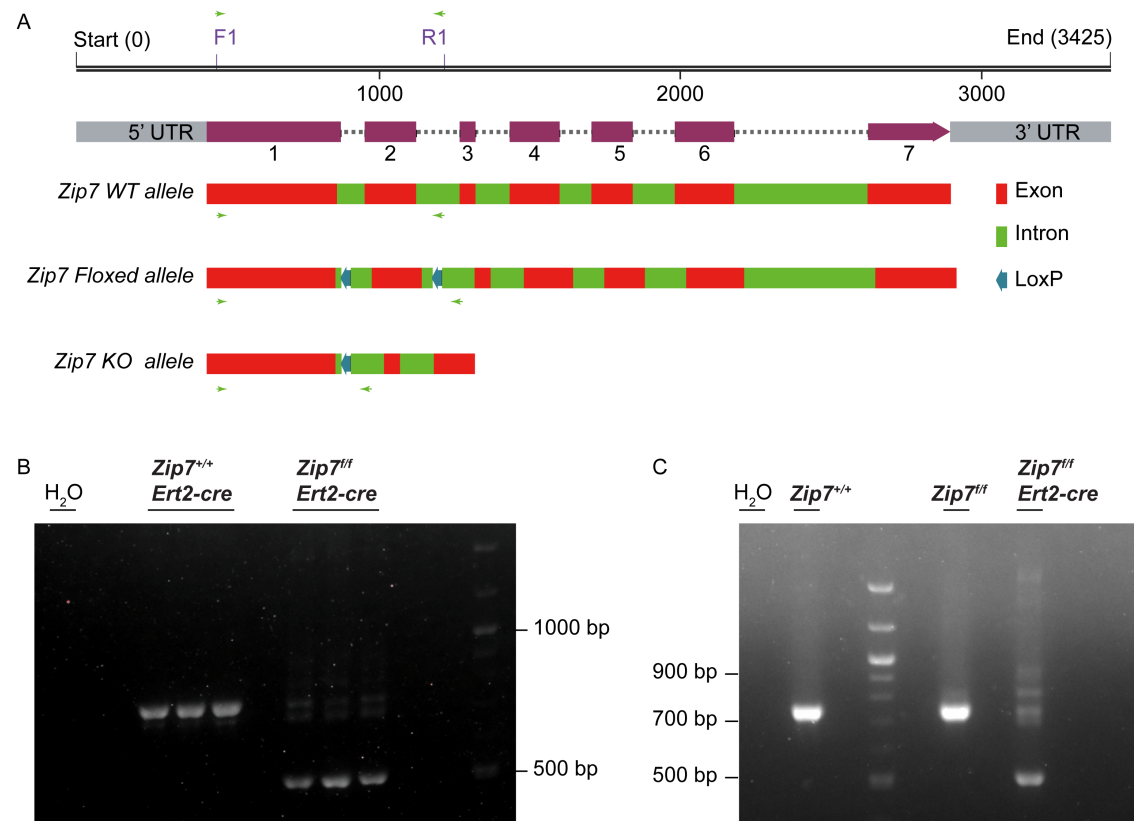 A
F1
R1
Start (0)
End (3425)
1000
2000
3000
5’ UTR
3’ UTR
1 2 3 4 5 6 7
Zip7 WT allele
Exon
Intron
Zip7 Floxed allele
LoxP
Zip7 KO allele
B
H₂O
Zip7⁺/⁺
Ert2-cre
Zip7ᶠ/ᶠ
Ert2-cre
1000 bp
500 bp
C
H₂O
Zip7⁺/⁺
Zip7ᶠ/ᶠ
Zip7ᶠ/ᶠ
Ert2-cre
900 bp
700 bp
500 bp